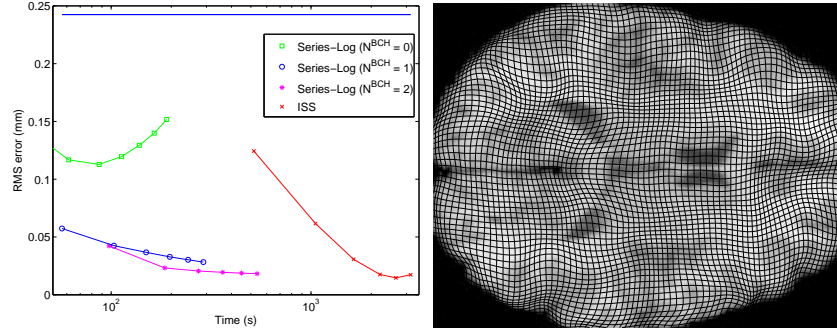 0.25
0.2
0.15
0.1
0.05
0
RMS error (mm)
Series−Log (N^BCH = 0)
Series−Log (N^BCH = 1)
Series−Log (N^BCH = 2)
ISS
10^2
10^3
Time (s)